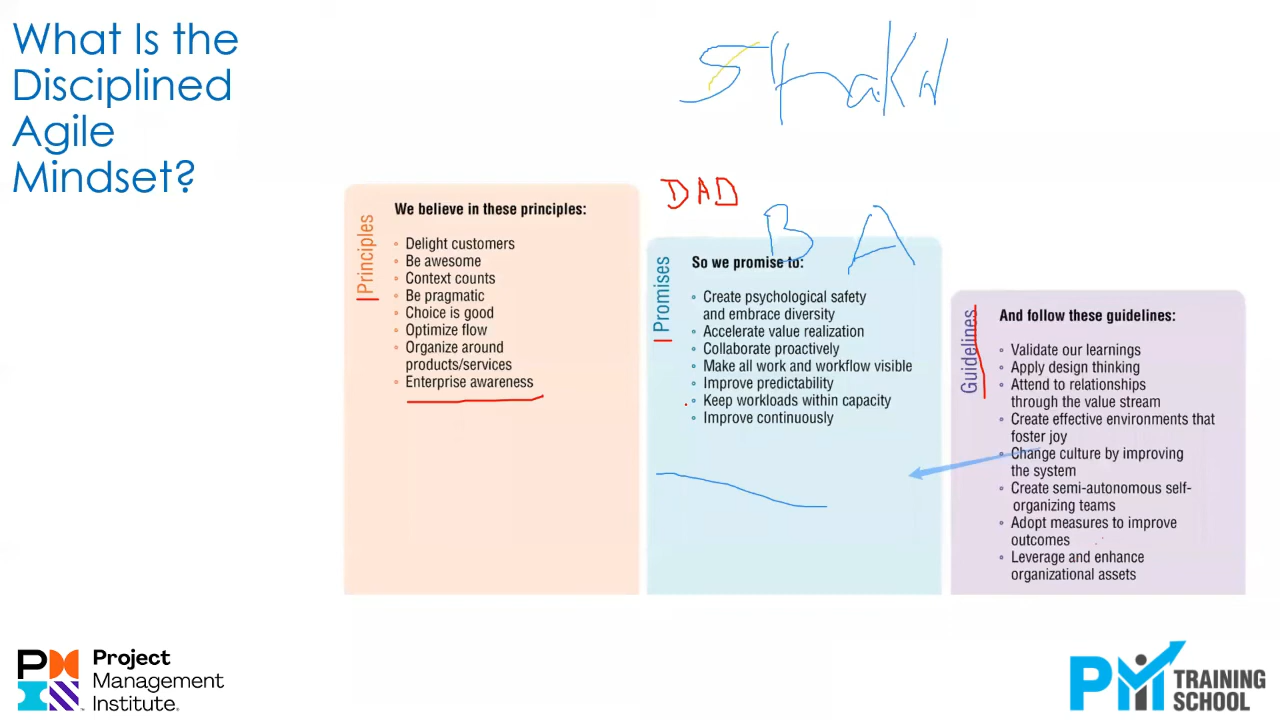 What Is the
Disciplined
Agile
Mindset?
DAD
B A
Principles
We believe in these principles:
Delight customers
Be awesome
Context counts
Be pragmatic
Choice is good
Optimize flow
Organize around
products/services
Enterprise awareness
Promises
So we promise to:
Create psychological safety
and embrace diversity
Accelerate value realization
Collaborate proactively
Make all work and workflow visible
Improve predictability
Keep workloads within capacity
Improve continuously
Guidelines
And follow these guidelines:
Validate our learnings
Apply design thinking
Attend to relationships
through the value stream
Create effective environments that
foster joy
Change culture by improving
the system
Create semi-autonomous self-
organizing teams
Adopt measures to improve
outcomes
Leverage and enhance
organizational assets
Project
Management
Institute.
PM TRAINING
SCHOOL